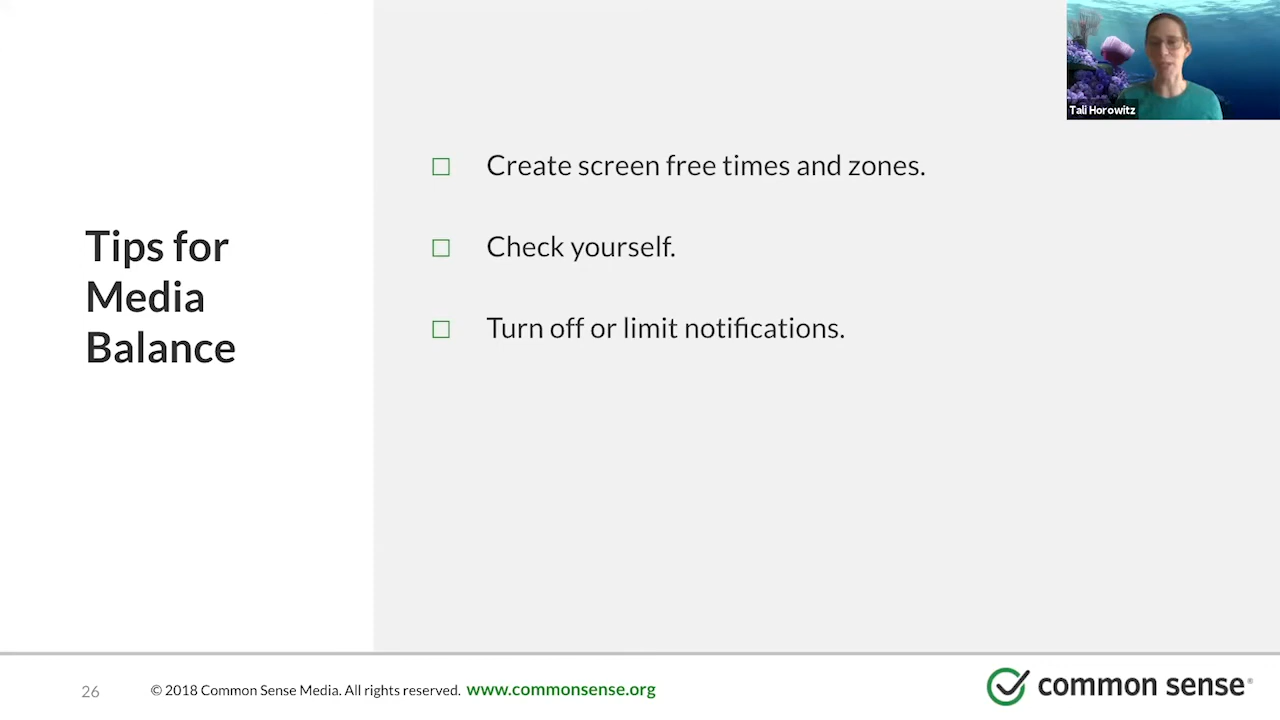 Tali Horowitz
Tips for
Media
Balance
Create screen free times and zones.
Check yourself.
Turn off or limit notifications.
26
© 2018 Common Sense Media. All rights reserved. www.commonsense.org
common sense®